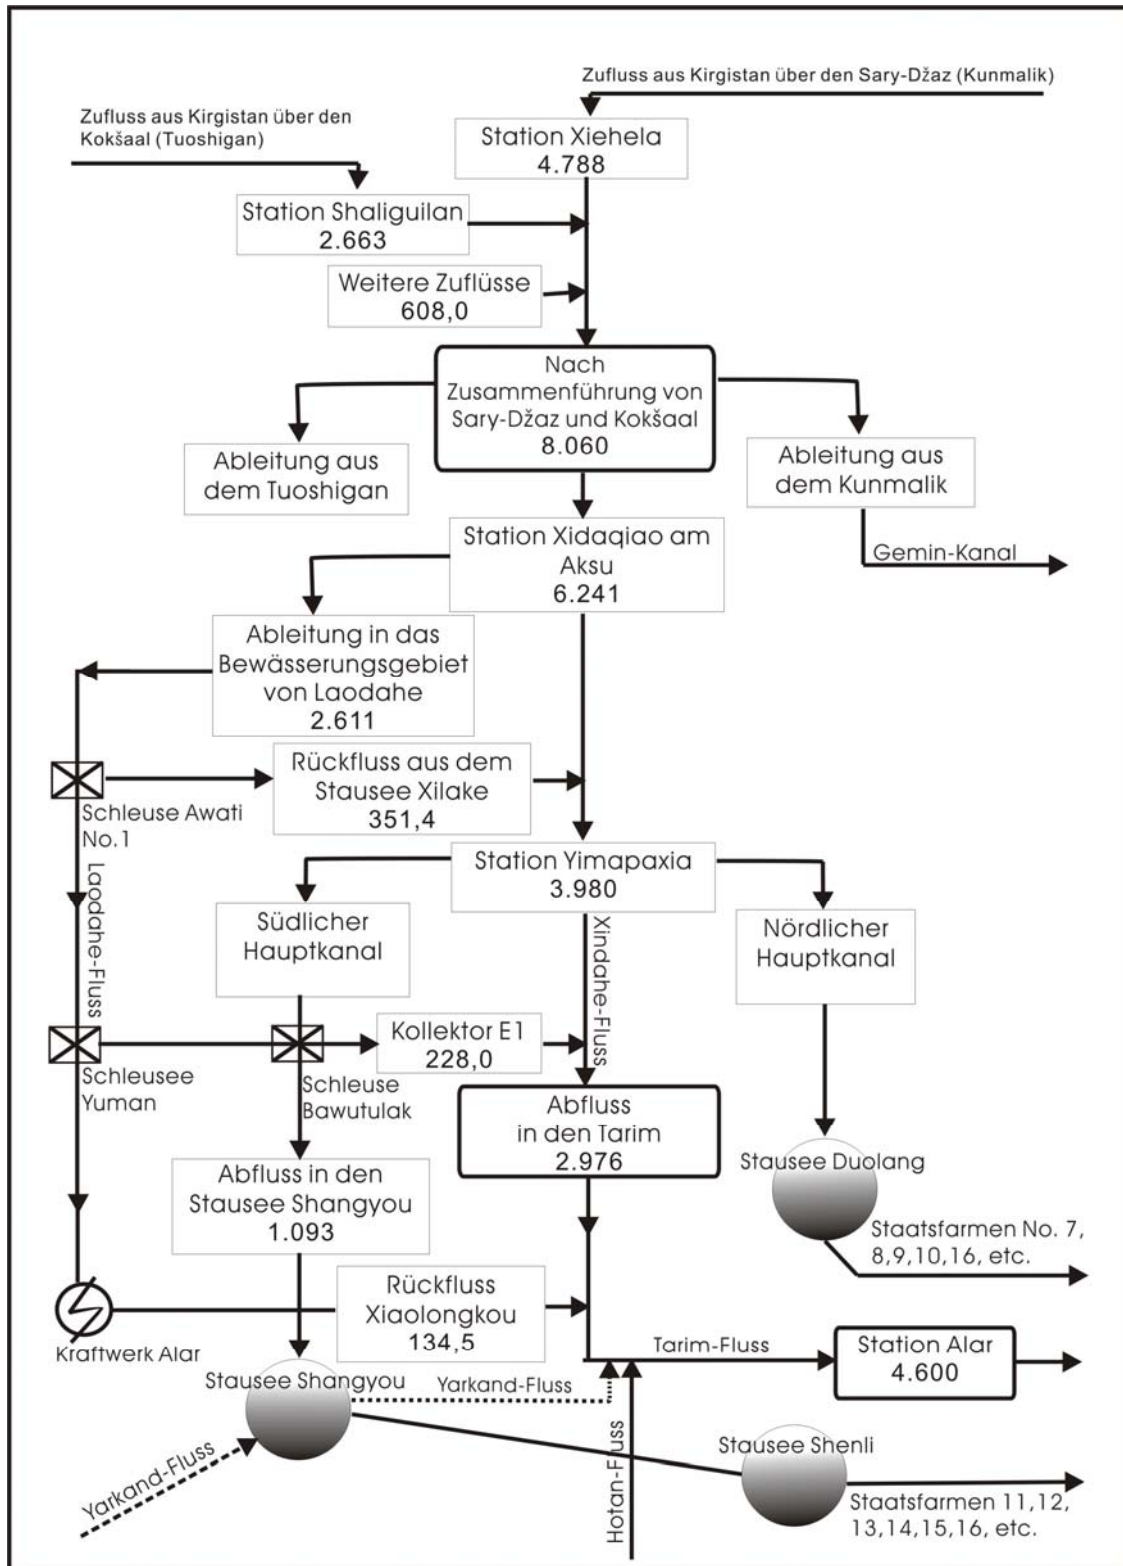 Zufluss aus Kirgistan über den Sary-Džaz (Kunmalik)
Zufluss aus Kirgistan über den
Kokšaal (Tuoshigan)
Station Xiehela
4.788
Station Shaliguilan
2.663
Weitere Zuflüsse
608,0
Nach
Zusammenführung von
Sary-Džaz und Kokšaal
8.060
Ableitung aus
dem Tuoshigan
Ableitung aus
dem Kunmalik
Gemin-Kanal
Station Xidaqiao am
Aksu
6.241
Ableitung in das
Bewässerungsgebiet
von Laodahe
2.611
Rückfluss aus dem
Stausee Xilake
351,4
Schleuse Awati
No.1
Laodahe-Fluss
Station Yimapaxia
3.980
Südlicher
Hauptkanal
Xindahe-Fluss
Nördlicher
Hauptkanal
Kollektor E1
228,0
Schleusee
Yuman
Schleuse
Bawutulak
Abfluss
in den Tarim
2.976
Stausee Duolang
Abfluss in den
Stausee Shangyou
1.093
Staatsfarmen No. 7,
8,9,10,16, etc.
Rückfluss
Xiaolongkou
134,5
Kraftwerk Alar
Tarim-Fluss
Station Alar
4.600
Stausee Shangyou
Yarkand-Fluss
Yarkand-Fluss
Hotan-Fluss
Stausee Shenli
Staatsfarmen 11,12,
13,14,15,16, etc.